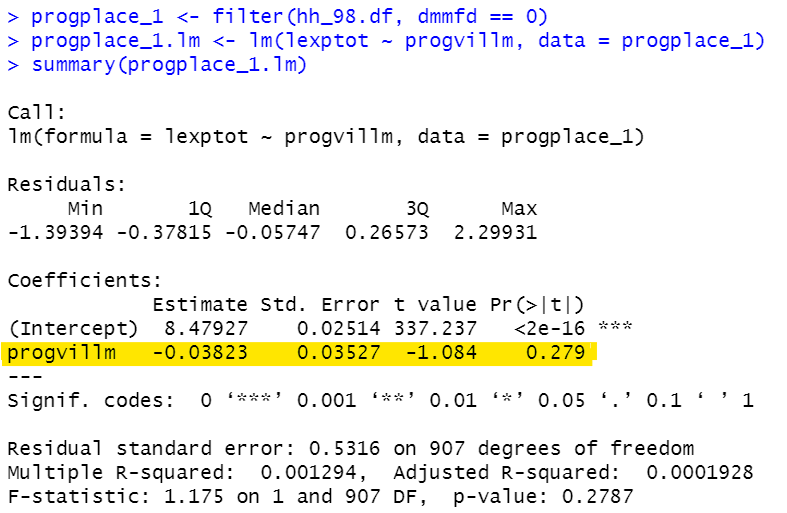 > progplace_1 <- filter(hh_98.df, dmmfd == 0)
> progplace_1.lm <- lm(lexptot ~ progvillm, data = progplace_1)
> summary(progplace_1.lm)

Call:
lm(formula = lexptot ~ progvillm, data = progplace_1)

Residuals:
     Min       1Q   Median       3Q      Max
-1.39394 -0.37815 -0.05747  0.26573  2.29931

Coefficients:
            Estimate Std. Error t value Pr(>|t|)
(Intercept)  8.47927    0.02514 337.237   <2e-16 ***
progvillm   -0.03823    0.03527  -1.084    0.279
---
Signif. codes:  0 ‘***’ 0.001 ‘**’ 0.01 ‘*’ 0.05 ‘.’ 0.1 ‘ ’ 1

Residual standard error: 0.5316 on 907 degrees of freedom
Multiple R-squared:  0.001294,	Adjusted R-squared:  0.0001928
F-statistic: 1.175 on 1 and 907 DF,  p-value: 0.2787